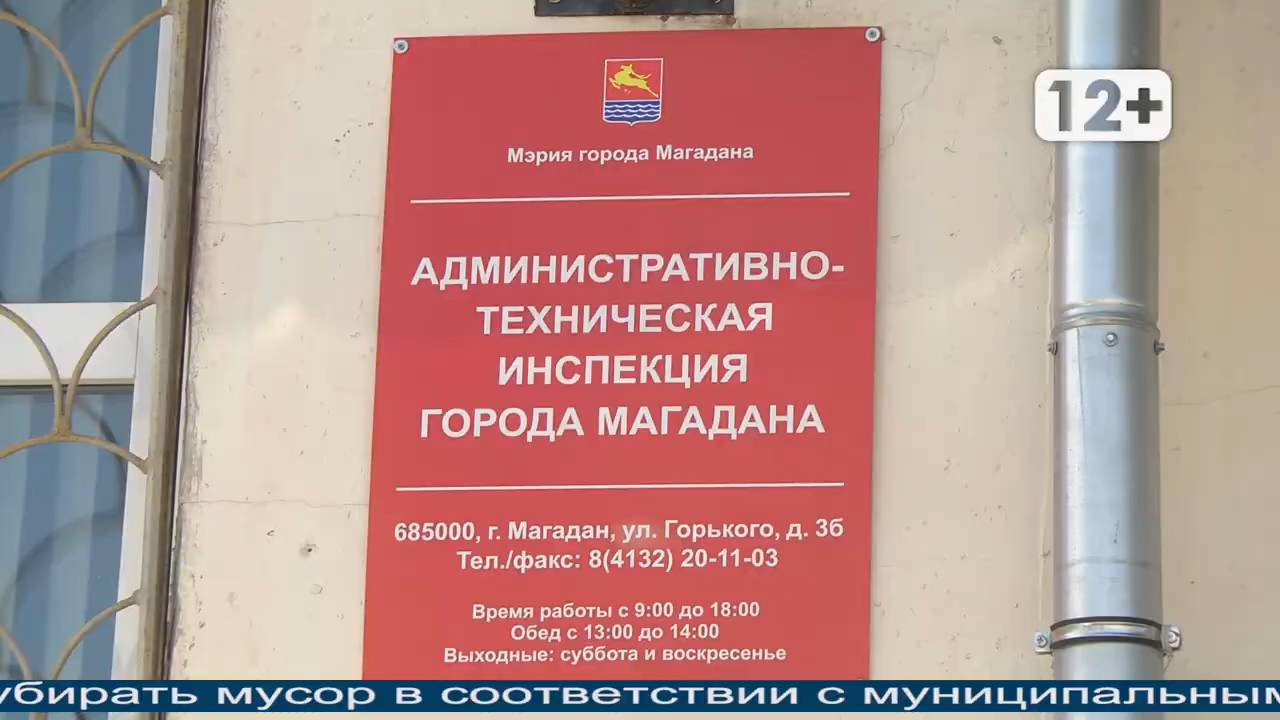 12+
Мэрия города Магадана
АДМИНИСТРАТИВНО-
ТЕХНИЧЕСКАЯ
ИНСПЕКЦИЯ
ГОРОДА МАГАДАНА
685000, г. Магадан, ул. Горького, д. 3б
Тел./факс: 8(4132) 20-11-03
Время работы с 9:00 до 18:00
Обед с 13:00 до 14:00
Выходные: суббота и воскресенье
убирать мусор в соответствии с муниципальным